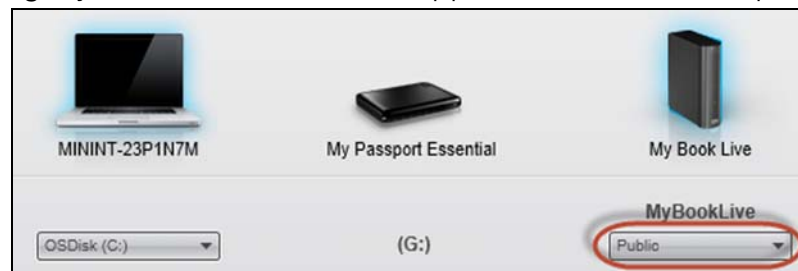 MININT-23P1N7M
My Passport Essential
My Book Live
MyBookLive
OSDisk (C:)
(G:)
Public